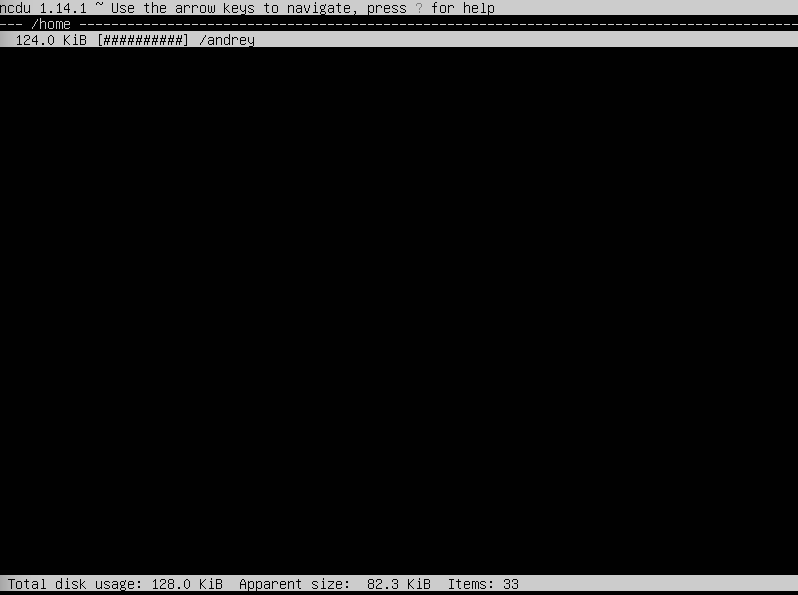 ncdu 1.14.1 ~ Use the arrow keys to navigate, press ? for help
--- /home ------------------------------------------------------------------------------------------
124.0 KiB [##########] /andrey
Total disk usage: 128.0 KiB  Apparent size:  82.3 KiB  Items: 33